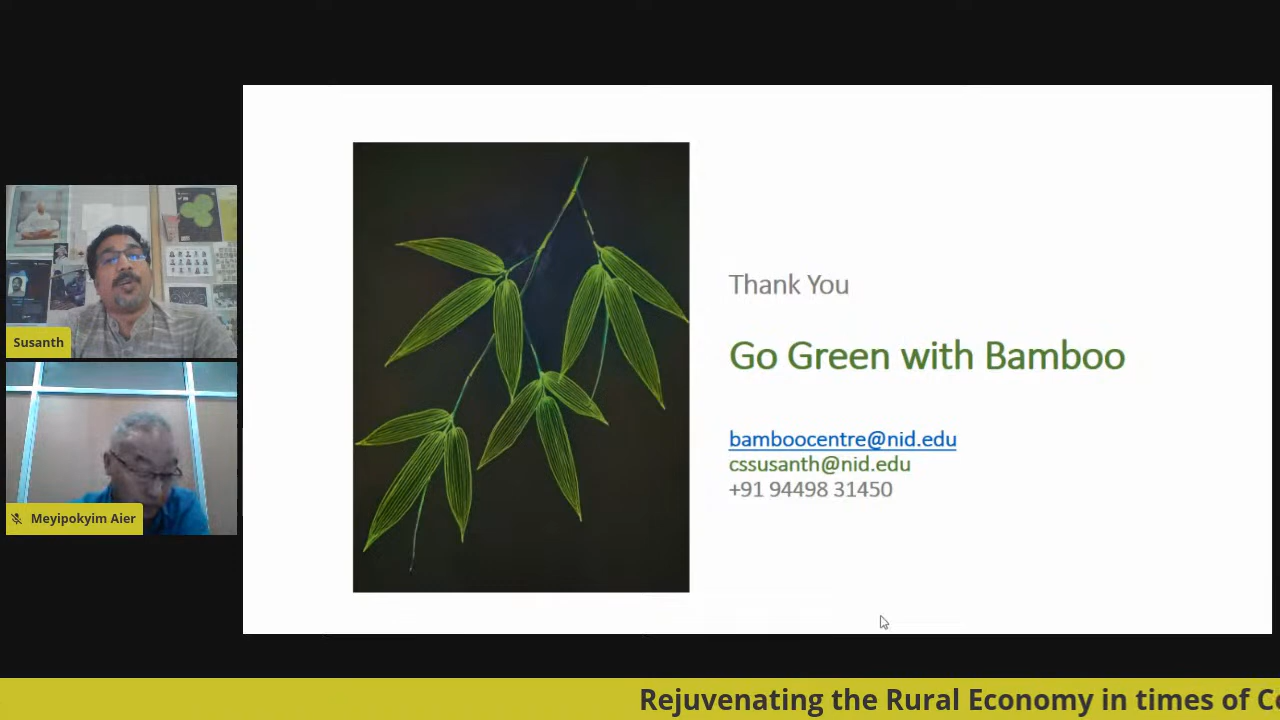 Susanth
Meyipokyim Aier
Thank You
Go Green with Bamboo
bamboocentre@nid.edu
cssusanth@nid.edu
+91 94498 31450
Rejuvenating the Rural Economy in times of